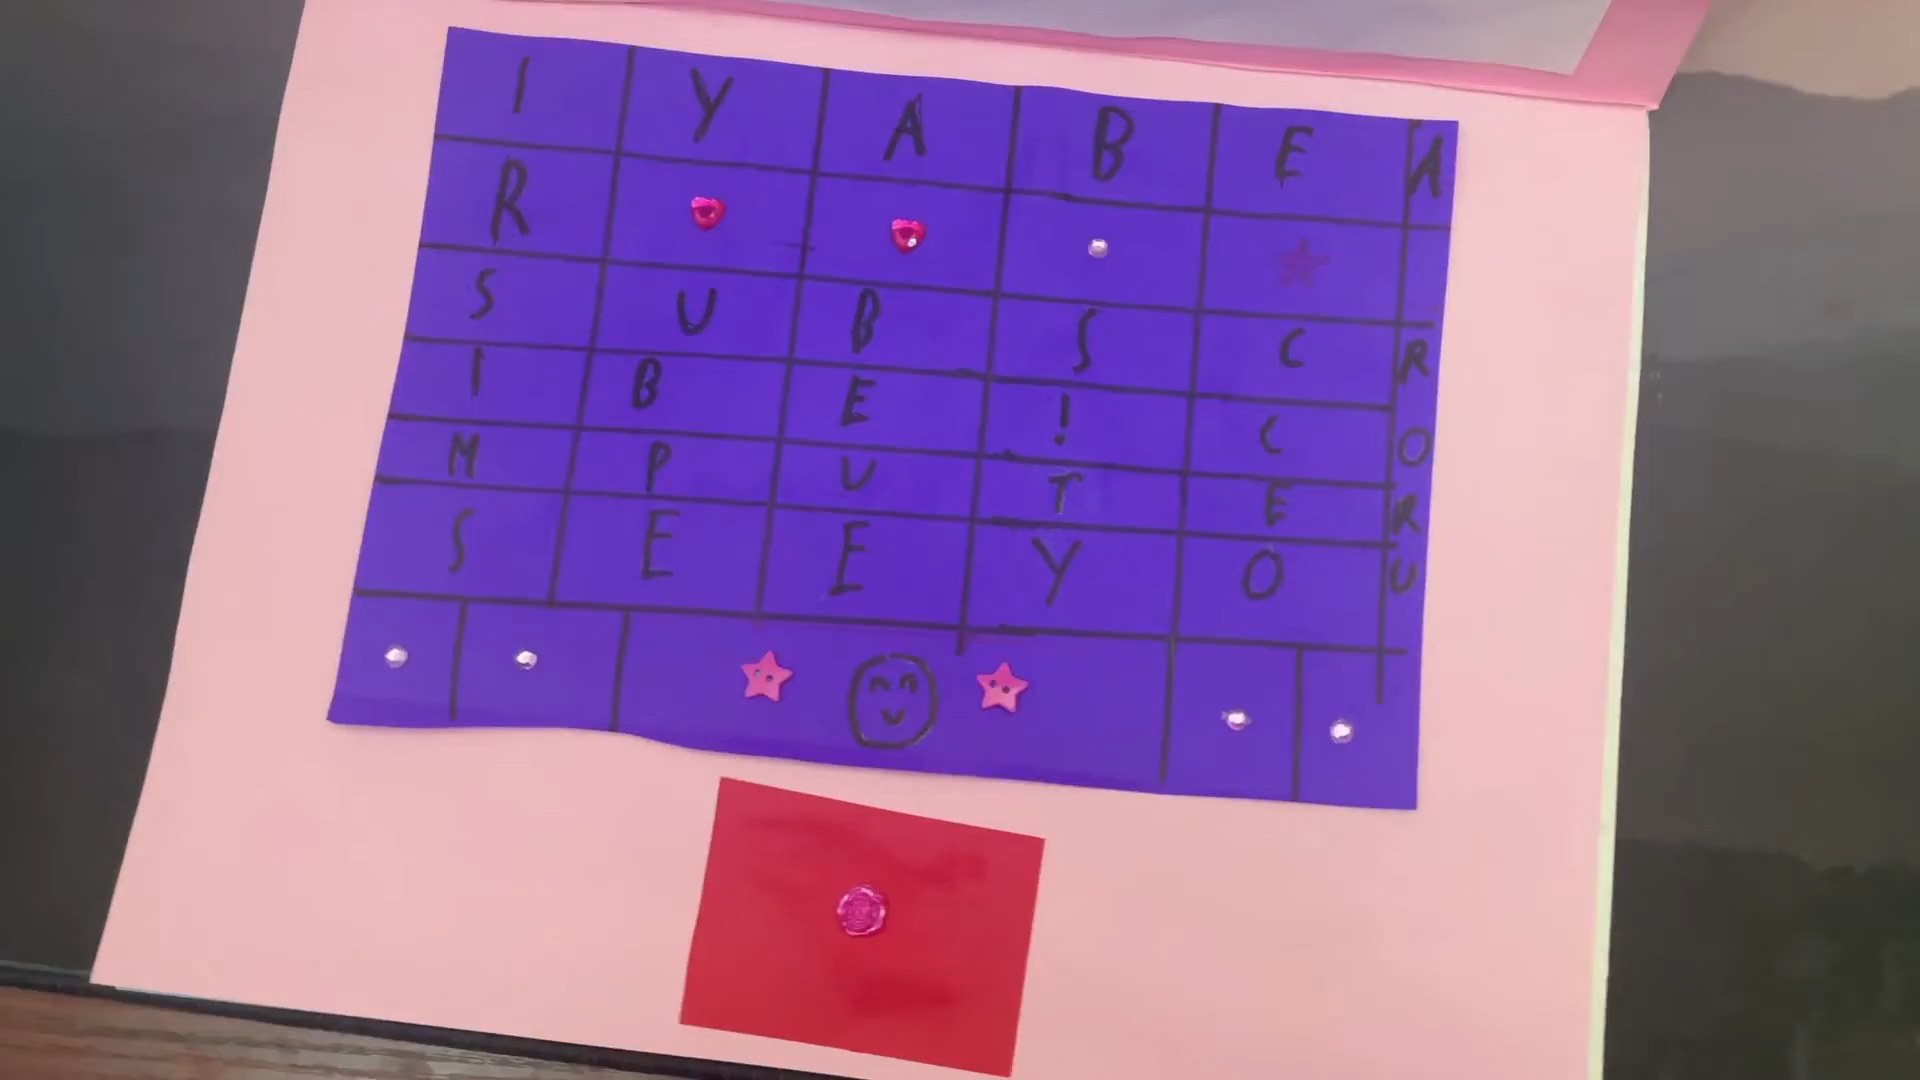 I Y A B E A
R
S U B S C R
I B E ! C O
M P U T E R
S E E Y O U